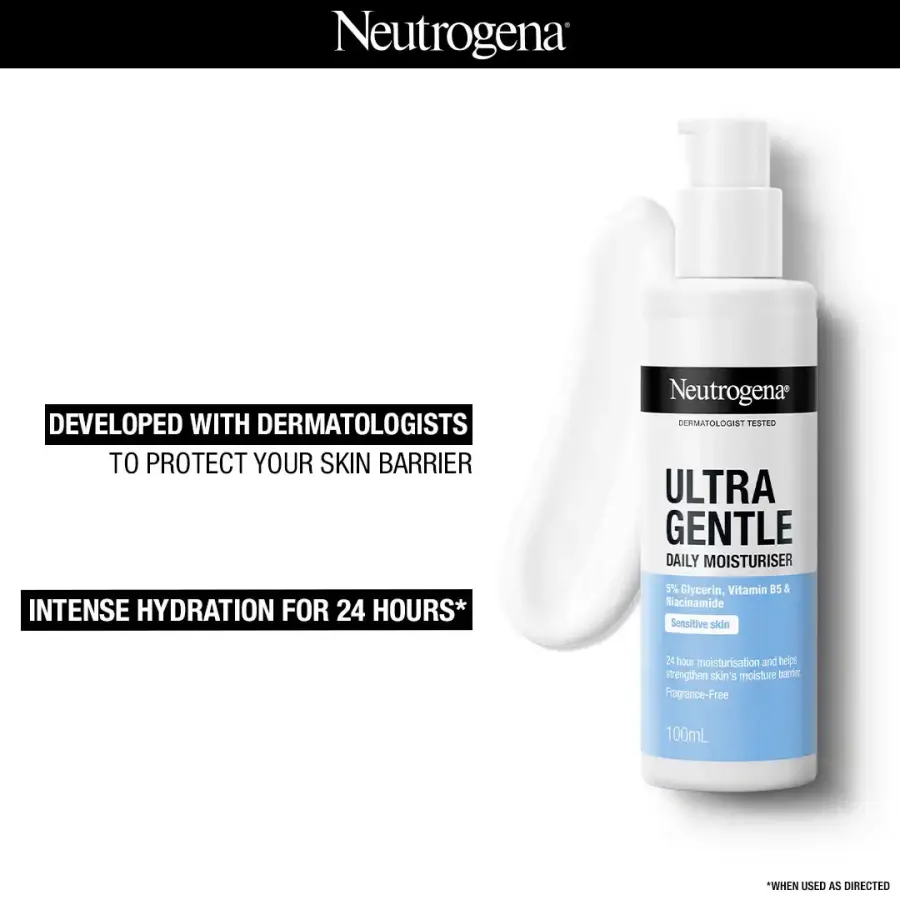 Neutrogena®
DEVELOPED WITH DERMATOLOGISTS
TO PROTECT YOUR SKIN BARRIER
INTENSE HYDRATION FOR 24 HOURS*
Neutrogena®
DERMATOLOGIST TESTED
ULTRA
GENTLE
DAILY MOISTURISER
5% Glycerin, Vitamin B5 &
Niacinamide
Sensitive skin
24 hour moisturisation and helps
strengthen skin's moisture barrier
Fragrance-Free
100mL
*WHEN USED AS DIRECTED